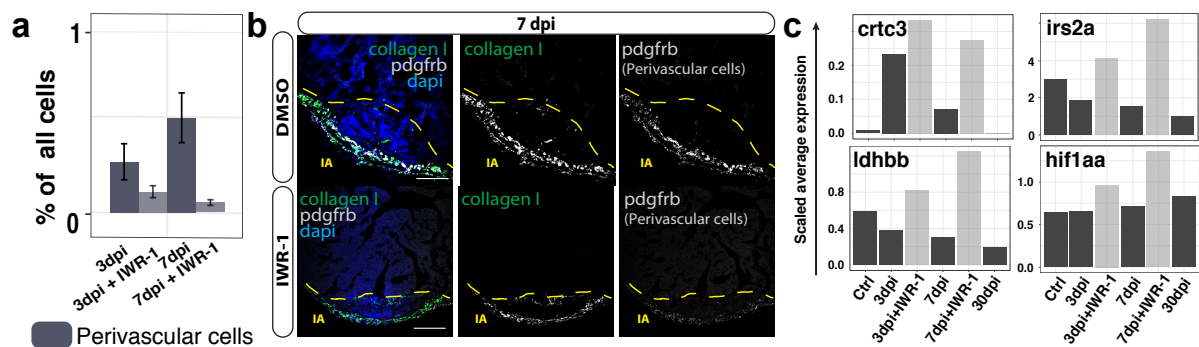 a
1
% of all cells
0
3dpi
3dpi + IWR-1
7dpi
7dpi + IWR-1
Perivascular cells
b
7 dpi
DMSO
collagen I
pdgfrb
dapi
IA
collagen I
IA
pdgfrb
(Perivascular cells)
IA
IWR-1
collagen I
pdgfrb
dapi
IA
collagen I
IA
pdgfrb
(Perivascular cells)
IA
c
Scaled average expression
crtc3
0.2
0.1
0.0
irs2a
6
4
2
0
ldhbb
0.8
0.4
0.0
Ctrl
3dpi
3dpi+IWR-1
7dpi
7dpi+IWR-1
30dpi
hif1aa
1.0
0.5
0.0
Ctrl
3dpi
3dpi+IWR-1
7dpi
7dpi+IWR-1
30dpi